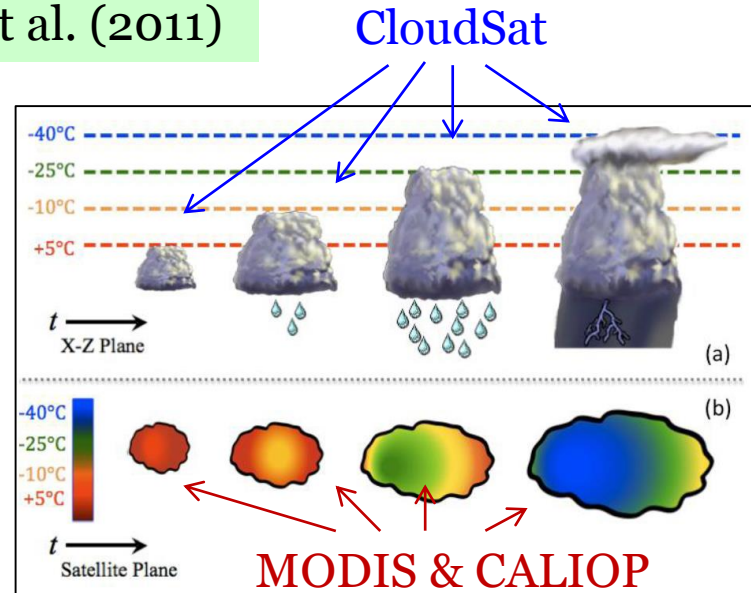 t al. (2011)
CloudSat
-40°C
-25°C
-10°C
+5°C
t
X-Z Plane
(a)
(b)
-40°C
-25°C
-10°C
+5°C
t
Satellite Plane
MODIS & CALIOP